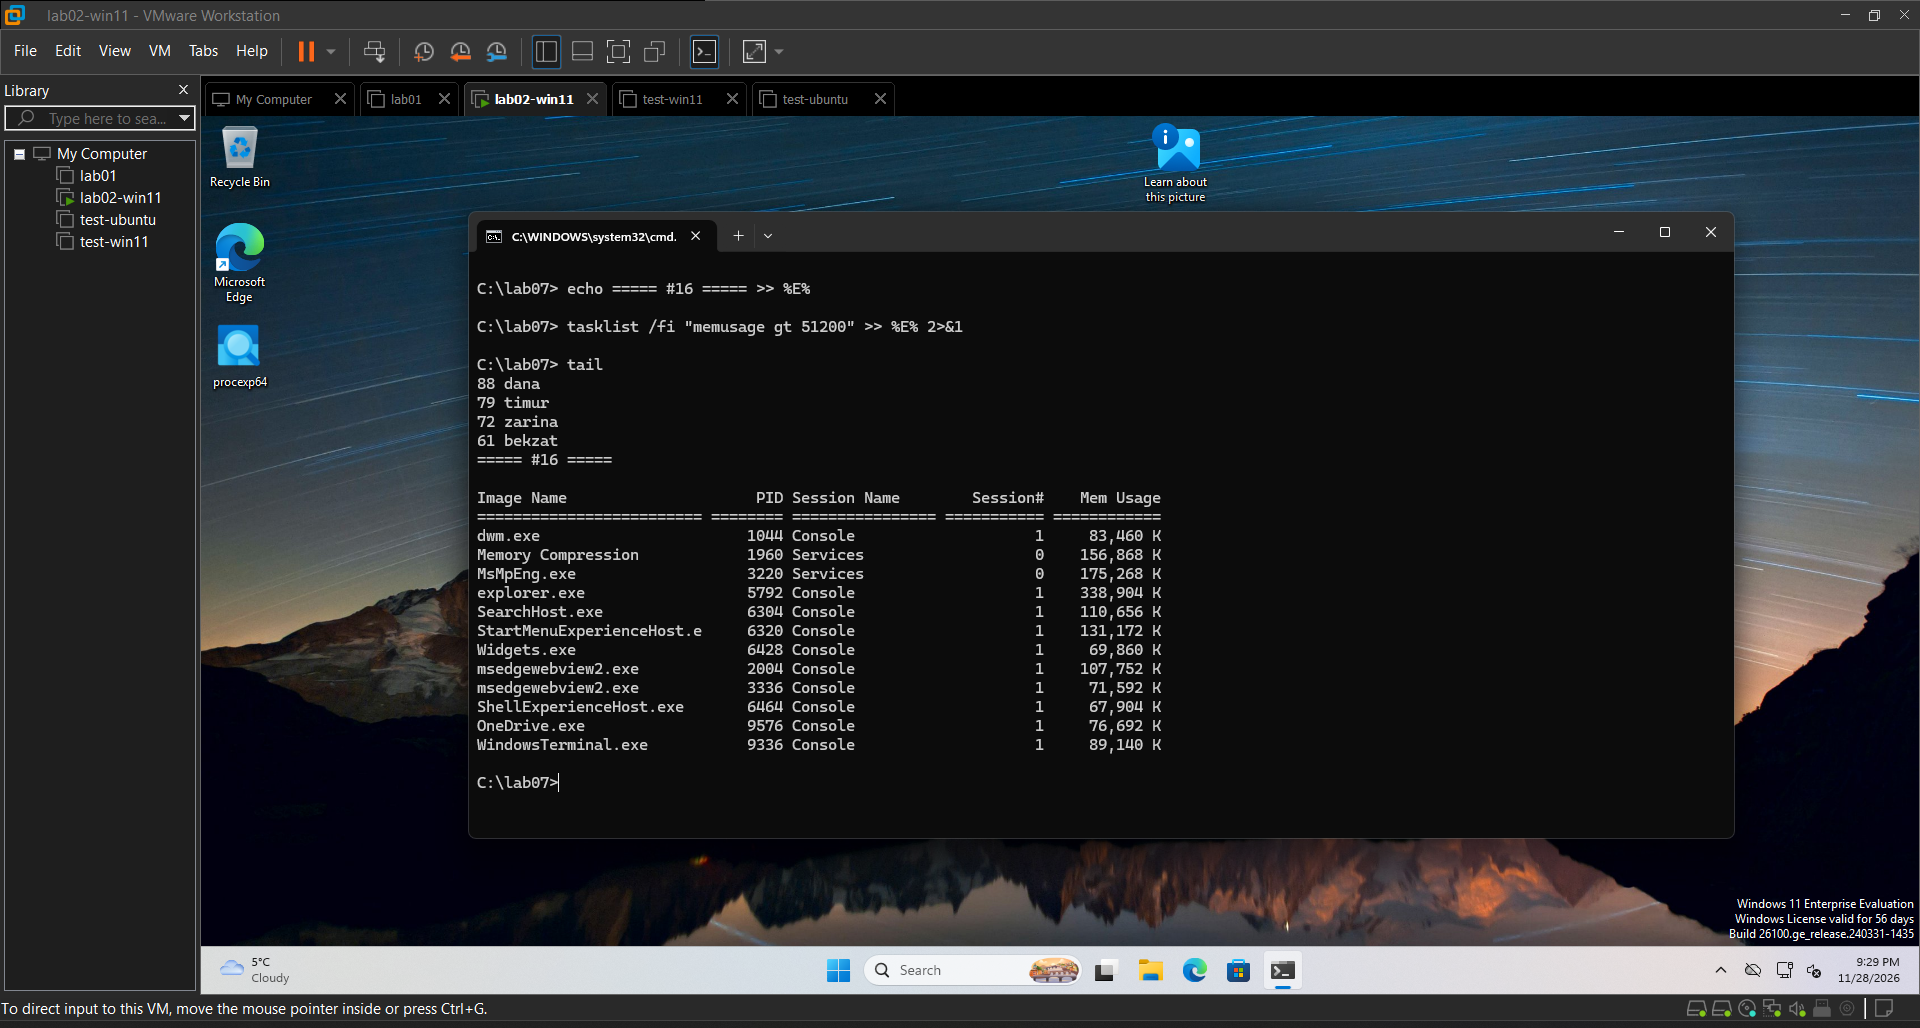 lab02-win11 - VMware Workstation
File Edit View VM Tabs Help
Library
Type here to sea...
My Computer
lab01
lab02-win11
test-ubuntu
test-win11
My Computer lab01 lab02-win11 test-win11 test-ubuntu
Recycle Bin
Microsoft
Edge
procexp64
Learn about
this picture
C:\WINDOWS\system32\cmd.
C:\lab07> echo ===== #16 ===== >> %E%
C:\lab07> tasklist /fi "memusage gt 51200" >> %E% 2>&1
C:\lab07> tail
88 dana
79 timur
72 zarina
61 bekzat
===== #16 =====
Image Name                     PID Session Name        Session#    Mem Usage
========================= ======== ================ =========== ============
dwm.exe                       1044 Console                    1     83,460 K
Memory Compression            1960 Services                   0    156,868 K
MsMpEng.exe                   3220 Services                   0    175,268 K
explorer.exe                  5792 Console                    1    338,904 K
SearchHost.exe                6304 Console                    1    110,656 K
StartMenuExperienceHost.e     6320 Console                    1    131,172 K
Widgets.exe                   6428 Console                    1     69,860 K
msedgewebview2.exe            2004 Console                    1    107,752 K
msedgewebview2.exe            3336 Console                    1     71,592 K
ShellExperienceHost.exe       6464 Console                    1     67,904 K
OneDrive.exe                  9576 Console                    1     76,692 K
WindowsTerminal.exe           9336 Console                    1     89,140 K
C:\lab07>
Windows 11 Enterprise Evaluation
Windows License valid for 56 days
Build 26100.ge_release.240331-1435
5°C
Cloudy
Search
9:29 PM
11/28/2026
To direct input to this VM, move the mouse pointer inside or press Ctrl+G.